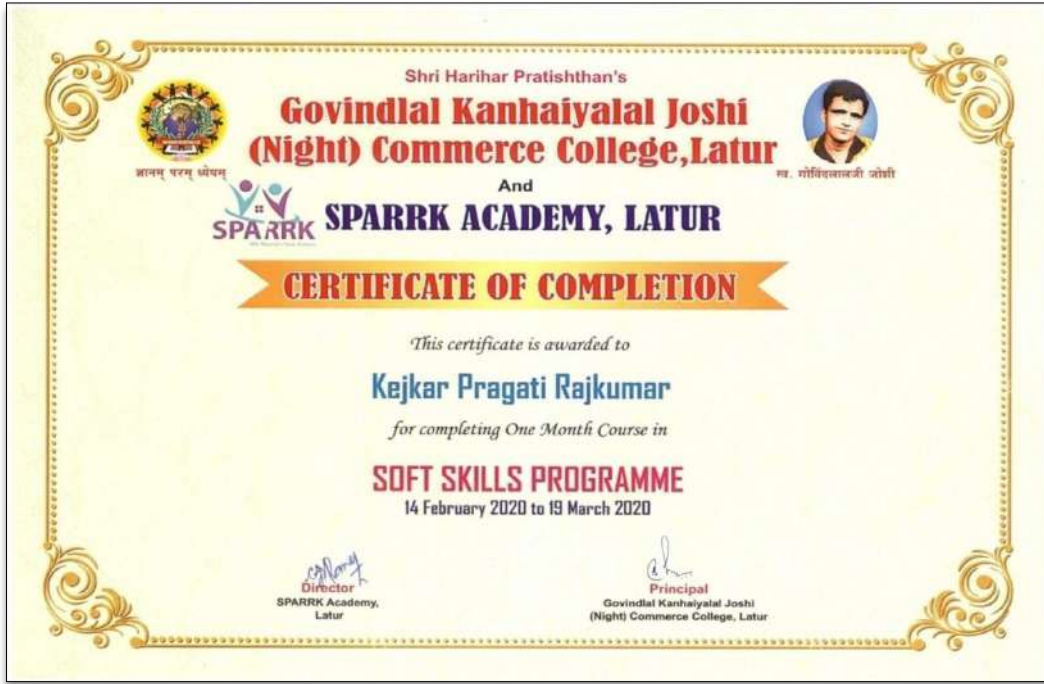 Shri Harihar Pratishthan's
Govindlal Kanhaiyalal Joshi
(Night) Commerce College,Latur
ज्ञानम् परम् ध्येयम्
स्व. गोविंदलालजी जोशी
And
SPARRK
SPARRK ACADEMY, LATUR
CERTIFICATE OF COMPLETION
This certificate is awarded to
Kejkar Pragati Rajkumar
for completing One Month Course in
SOFT SKILLS PROGRAMME
14 February 2020 to 19 March 2020
Director
SPARRK Academy,
Latur
Principal
Govindlal Kanhaiyalal Joshi
(Night) Commerce College, Latur